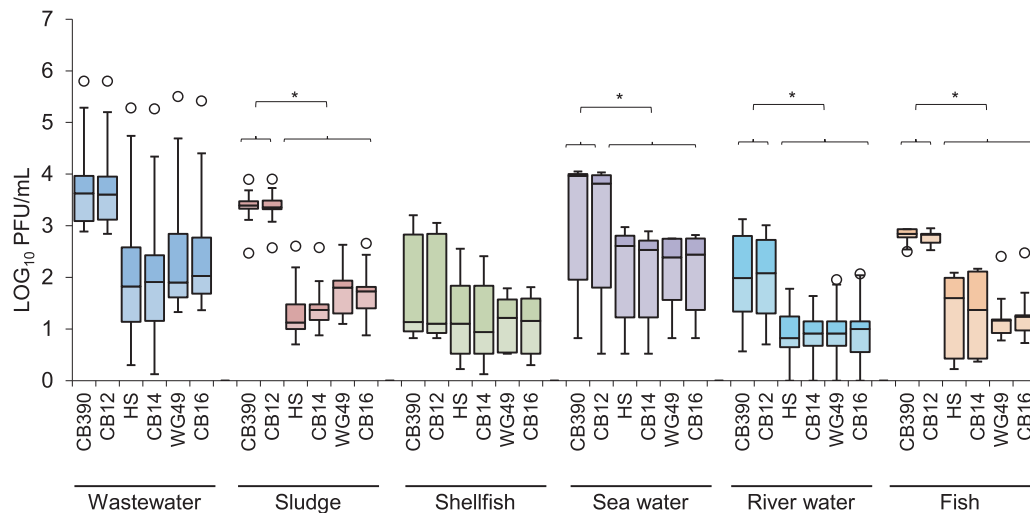 LOG10 PFU/mL
7
6
5
4
3
2
1
0
* * * *
CB390 CB12 HS CB14 WG49 CB16 CB390 CB12 HS CB14 WG49 CB16 CB390 CB12 HS CB14 WG49 CB16 CB390 CB12 HS CB14 WG49 CB16 CB390 CB12 HS CB14 WG49 CB16 CB390 CB12 HS CB14 WG49 CB16
Wastewater Sludge Shellfish Sea water River water Fish